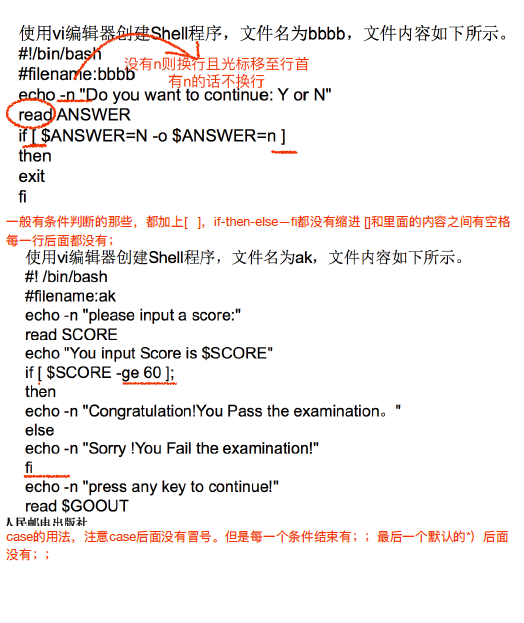 使用vi编辑器创建Shell程序，文件名为bbbb，文件内容如下所示。
#!/bin/bash
#filename:bbbb
没有n则换行且光标移至行首
有n的话不换行
echo -n "Do you want to continue: Y or N"
read ANSWER
if [ $ANSWER=N -o $ANSWER=n ]
then
exit
fi
一般有条件判断的那些，都加上[  ]，if-then-else－fi都没有缩进 []和里面的内容之间有空格
每一行后面都没有；
使用vi编辑器创建Shell程序，文件名为ak，文件内容如下所示。
#! /bin/bash
#filename:ak
echo -n "please input a score:"
read SCORE
echo "You input Score is $SCORE"
if [ $SCORE -ge 60 ];
then
echo -n "Congratulation!You Pass the examination。"
else
echo -n "Sorry !You Fail the examination!"
fi
echo -n "press any key to continue!"
read $GOOUT
人民邮电出版社
case的用法，注意case后面没有冒号。但是每一个条件结束有；；最后一个默认的*）后面
没有；；